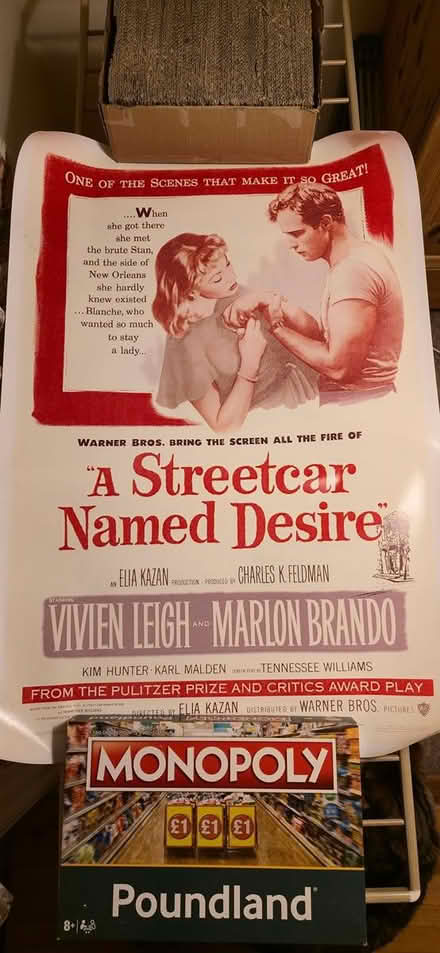 ONE OF THE SCENES THAT MAKE IT SO GREAT!
....When
she got there
she met
the brute Stan,
and the side of
New Orleans
she hardly
knew existed
...Blanche, who
wanted so much
to stay
a lady...
WARNER BROS. BRING THE SCREEN ALL THE FIRE OF
"A Streetcar
Named Desire"
AN ELIA KAZAN PRODUCTION · PRODUCED BY CHARLES K. FELDMAN
STARRING
VIVIEN LEIGH AND MARLON BRANDO
KIM HUNTER · KARL MALDEN SCREEN PLAY BY TENNESSEE WILLIAMS
FROM THE PULITZER PRIZE AND CRITICS AWARD PLAY
DIRECTED BY ELIA KAZAN DISTRIBUTED BY WARNER BROS. PICTURES
MONOPOLY
£1 £1 £1
Poundland
8+